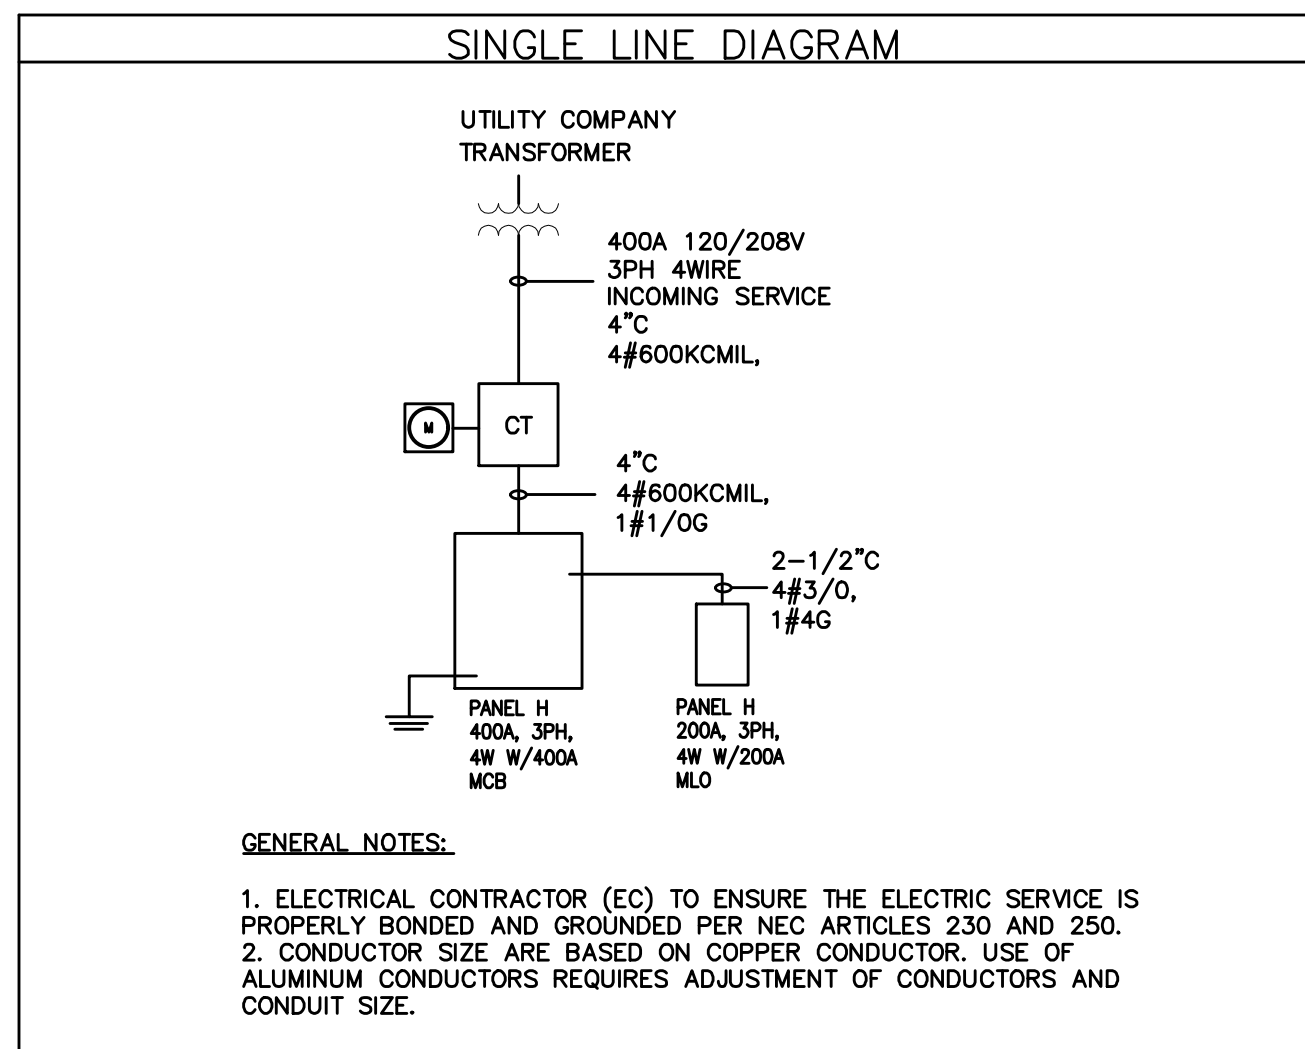 SINGLE LINE DIAGRAM
UTILITY COMPANY
TRANSFORMER
400A 120/208V
3PH 4WIRE
INCOMING SERVICE
4"C
4#600KCMIL,
M
CT
4"C
4#600KCMIL,
1#1/0G
2-1/2"C
4#3/0,
1#4G
PANEL H
400A, 3PH,
4W W/400A
MCB
PANEL H
200A, 3PH,
4W W/200A
MLO
GENERAL NOTES:
1. ELECTRICAL CONTRACTOR (EC) TO ENSURE THE ELECTRIC SERVICE IS
PROPERLY BONDED AND GROUNDED PER NEC ARTICLES 230 AND 250.
2. CONDUCTOR SIZE ARE BASED ON COPPER CONDUCTOR. USE OF
ALUMINUM CONDUCTORS REQUIRES ADJUSTMENT OF CONDUCTORS AND
CONDUIT SIZE.